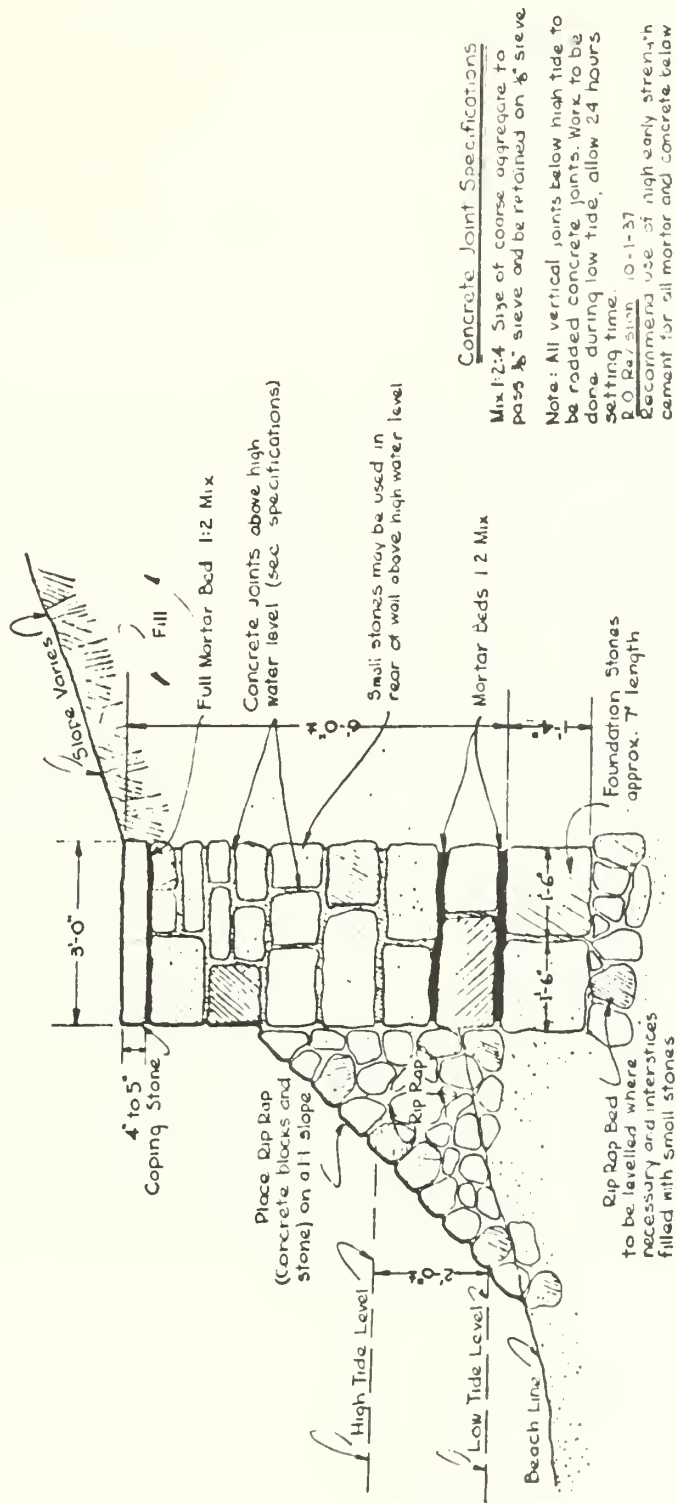 Slope Varies
Fill
3'-0"
4" to 5"
Coping Stone
Full Mortar Bed 1:2 Mix
Concrete Joints above high
water level (see specifications)
Place Rip Rap
(Concrete blocks and
stone) on slope
Rip Rap
Small stones may be used in
rear of wall above high water level
High Tide Level
2'-0"±
Low Tide Level
Beach Line
6'-0"±
Mortar Beds 1:2 Mix
1'-4"
1'-6"
1'-6"
Foundation Stones
approx. 7' length
Rip Rap Bed
to be levelled where
necessary and interstices
filled with small stones
Concrete Joint Specifications
Mix 1:2:4 Size of coarse aggregate to
pass sieve and be retained on sieve
Note: All vertical joints below high tide to
be rodded concrete joints. Work to be
done during low tide, allow 24 hours
setting time.
R.O. Revision 10-1-37
Recommend use of high early strength
cement for all mortar and concrete below